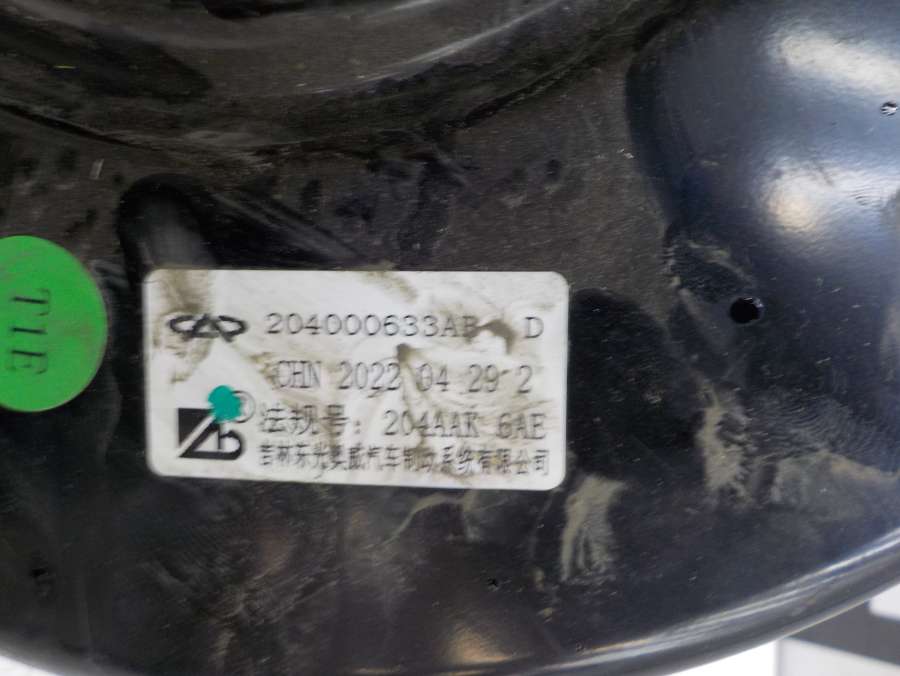 TIE
204000633AB D
CHN 2022 04 29 2
法规号: 204AAK 6AE
吉林东光奥威汽车制动系统有限公司